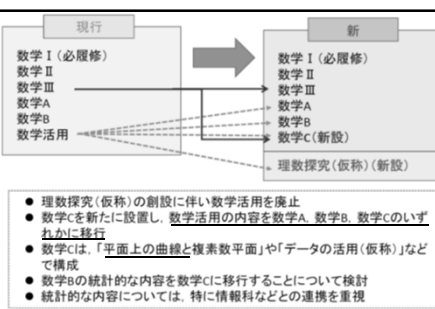 現行
数学Ⅰ（必履修）
数学Ⅱ
数学Ⅲ
数学A
数学B
数学活用
新
数学Ⅰ（必履修）
数学Ⅱ
数学Ⅲ
数学A
数学B
数学C（新設）
理数探究（仮称）（新設）
● 理数探究（仮称）の創設に伴い数学活用を廃止
● 数学Cを新たに設置し，数学活用の内容を数学A，数学B，数学Cのいず
れかに移行
● 数学Cは，「平面上の曲線と複素数平面」や「データの活用（仮称）」など
で構成
● 数学Bの統計的な内容を数学Cに移行することについて検討
● 統計的な内容については，特に情報科などとの連携を重視